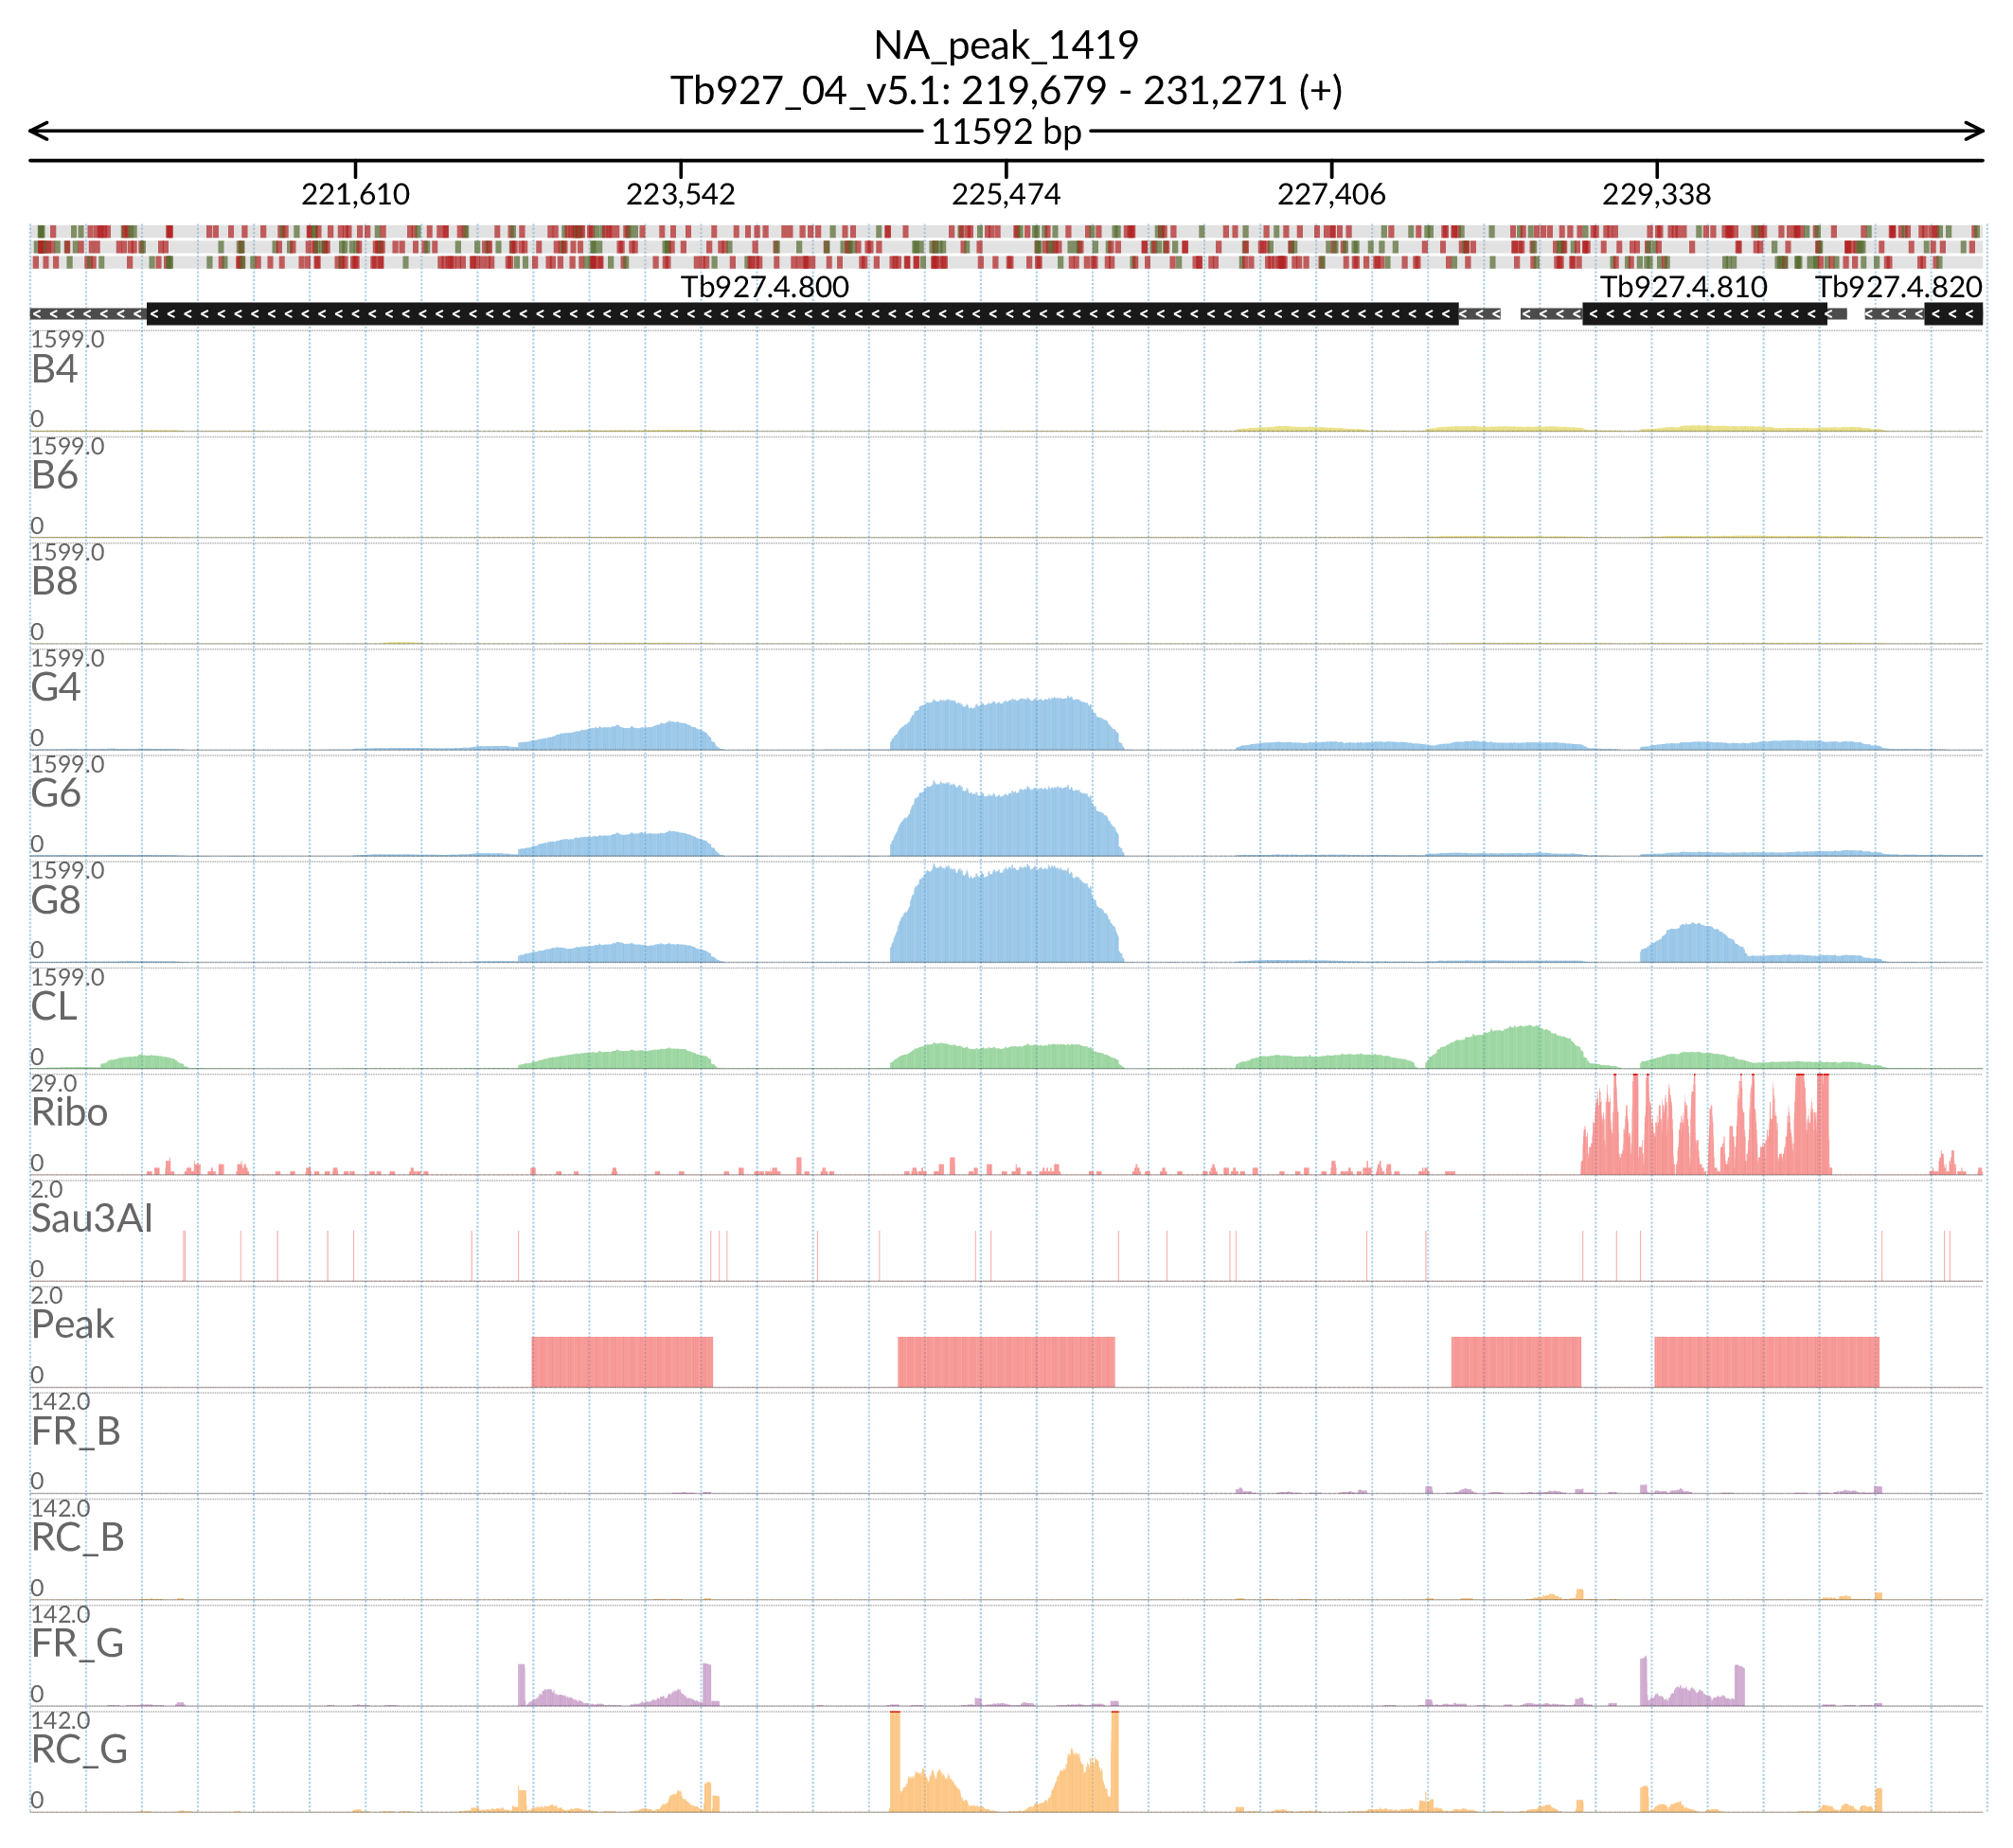 NA_peak_1419
Tb927_04_v5.1: 219,679 - 231,271 (+)
11592 bp
221,610 223,542 225,474 227,406 229,338
Tb927.4.800 Tb927.4.810 Tb927.4.820
1599.0
B4
0
1599.0
B6
0
1599.0
B8
0
1599.0
G4
0
1599.0
G6
0
1599.0
G8
0
1599.0
CL
0
29.0
Ribo
0
2.0
Sau3AI
0
2.0
Peak
0
142.0
FR_B
0
142.0
RC_B
0
142.0
FR_G
0
142.0
RC_G
0